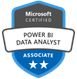 Microsoft
CERTIFIED
POWER BI
DATA ANALYST
ASSOCIATE